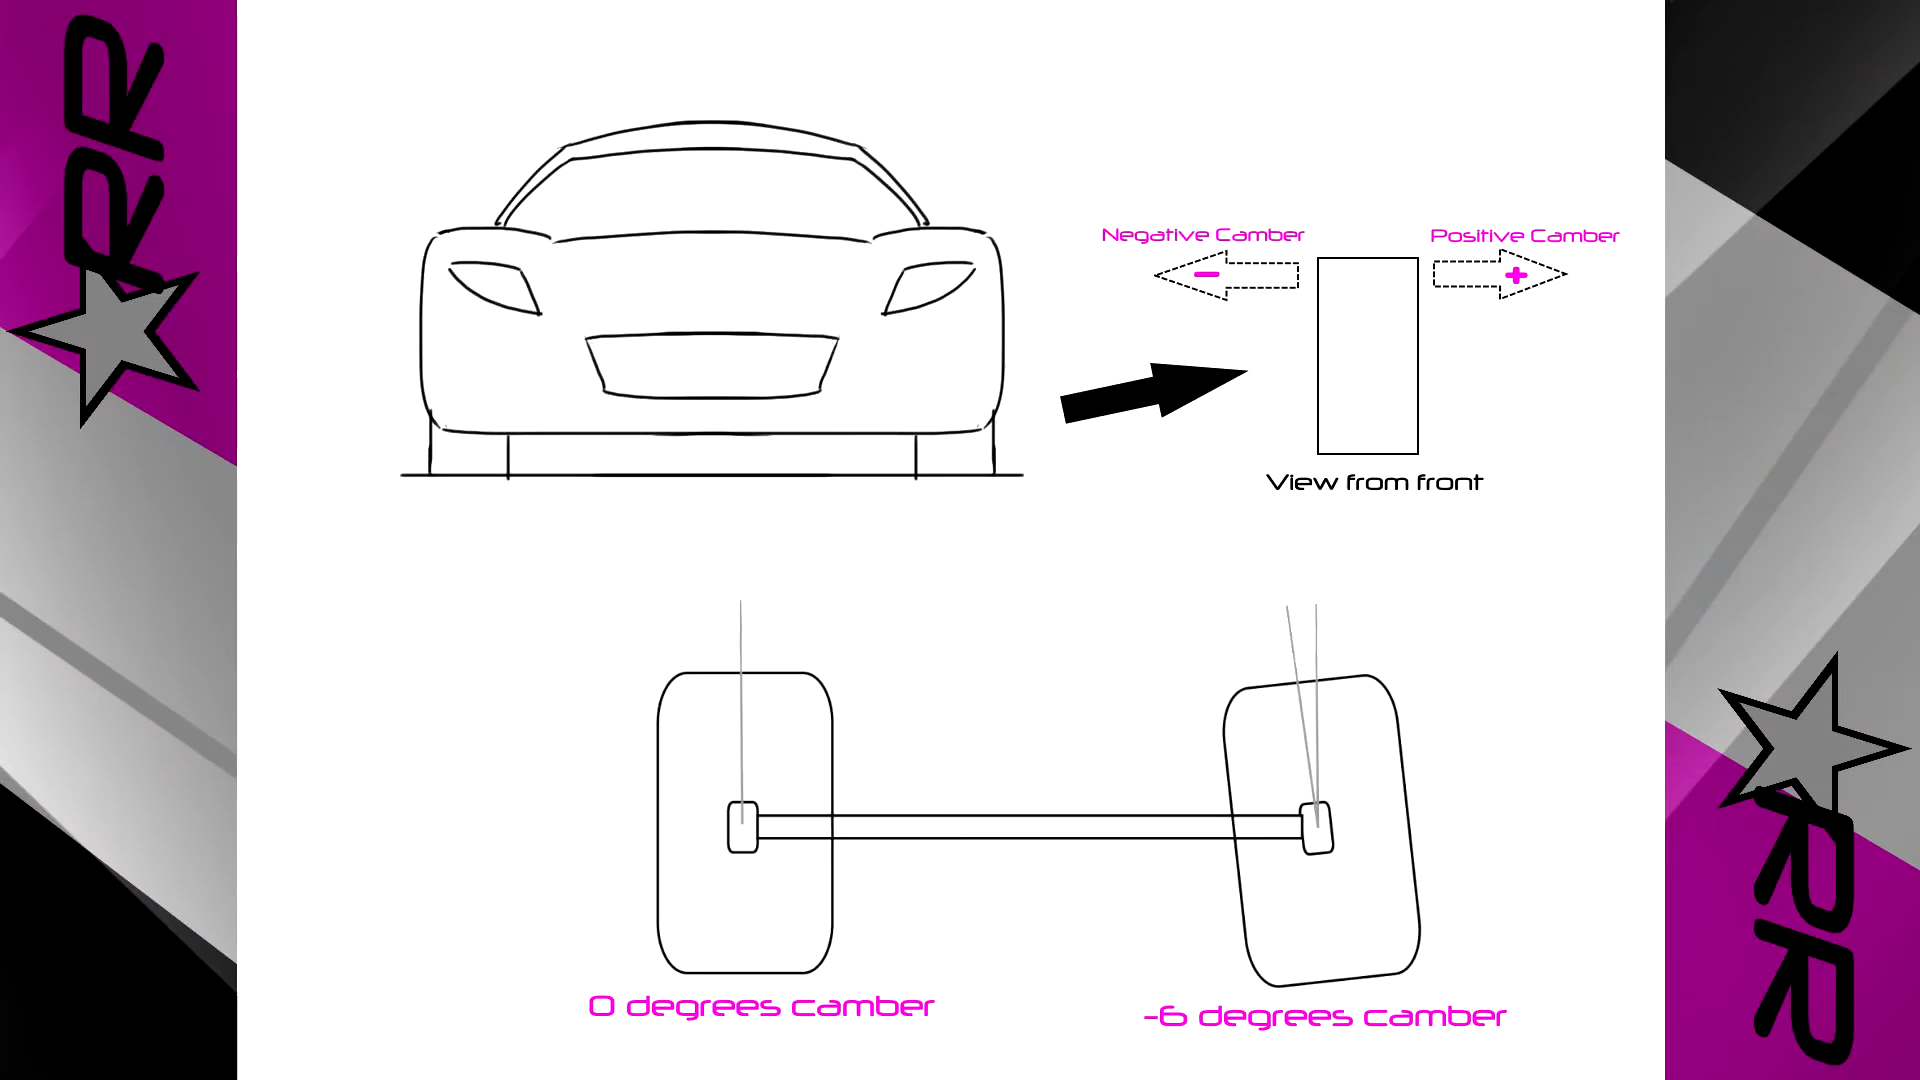 RR
Negative Camber
Positive Camber
-
+
View from front
0 degrees camber
-6 degrees camber
RR